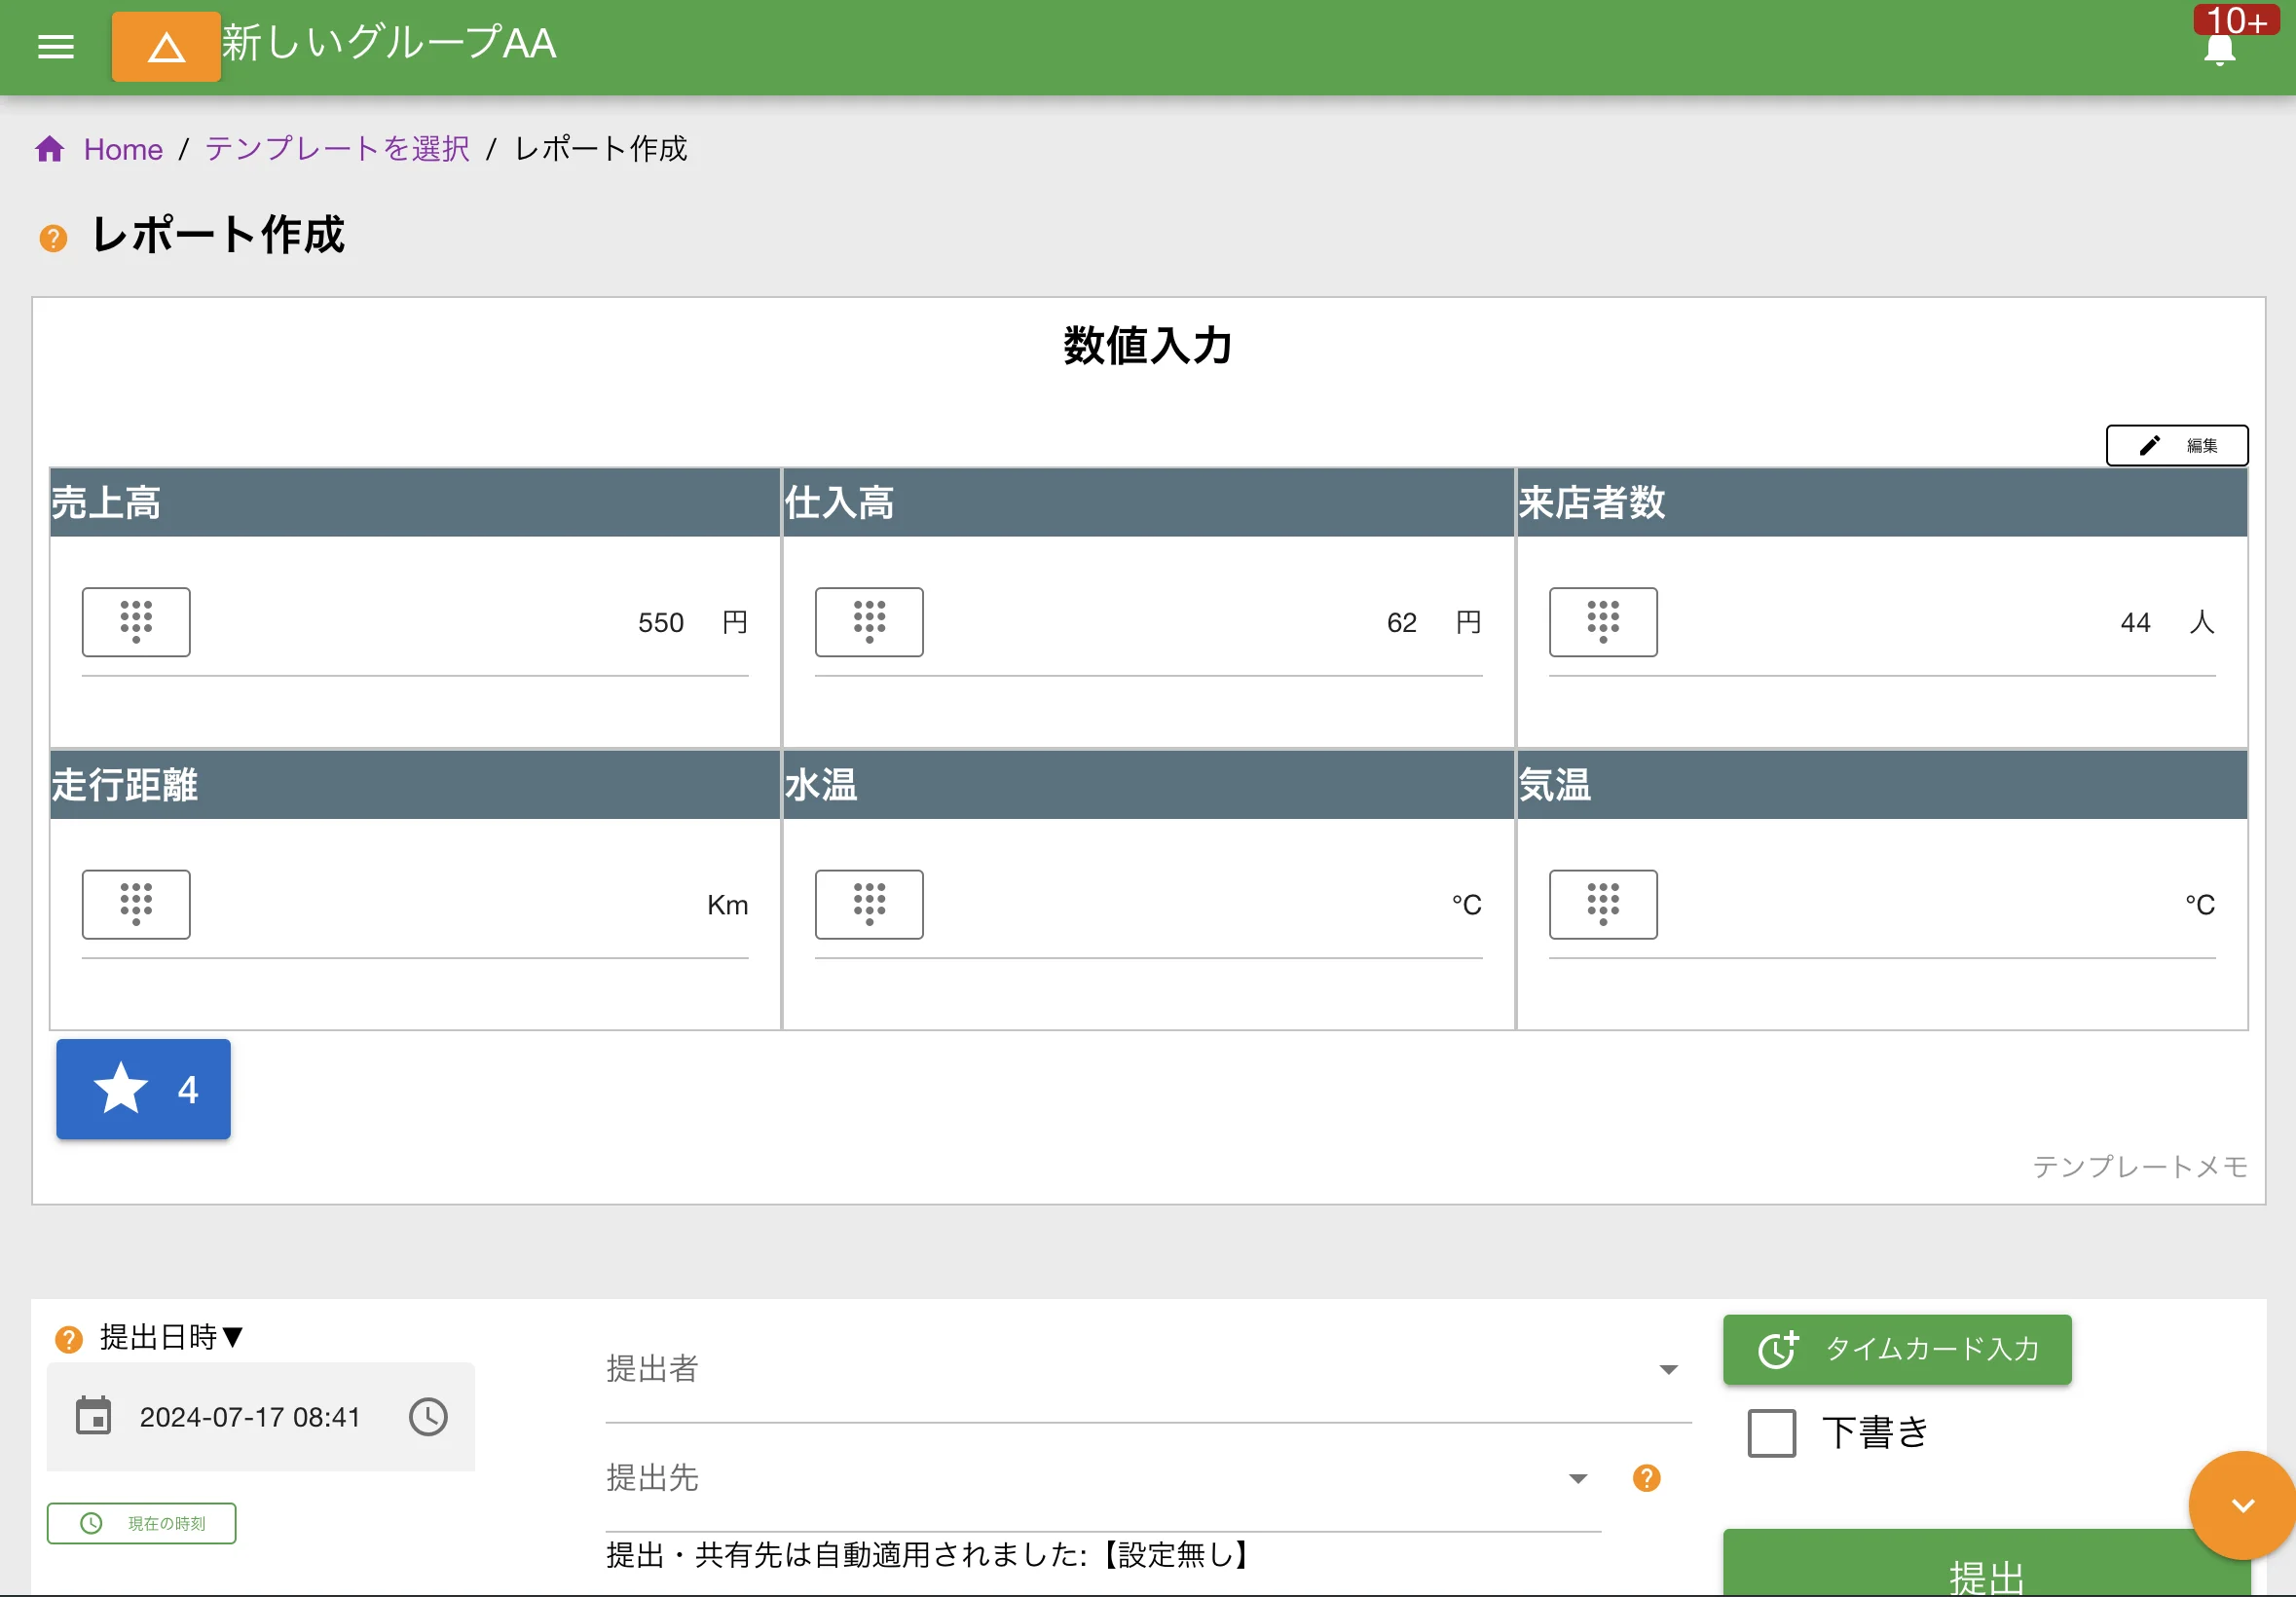 新しいグループAA
10+
Home / テンプレートを選択 / レポート作成
? レポート作成
数値入力
編集
売上高 仕入高 来店者数
550 円 62 円 44 人
走行距離 水温 気温
Km °C °C
4
テンプレートメモ
? 提出日時▼
2024-07-17 08:41
現在の時刻
提出者
提出先 ?
提出・共有先は自動適用されました:【設定無し】
タイムカード入力
下書き
提出